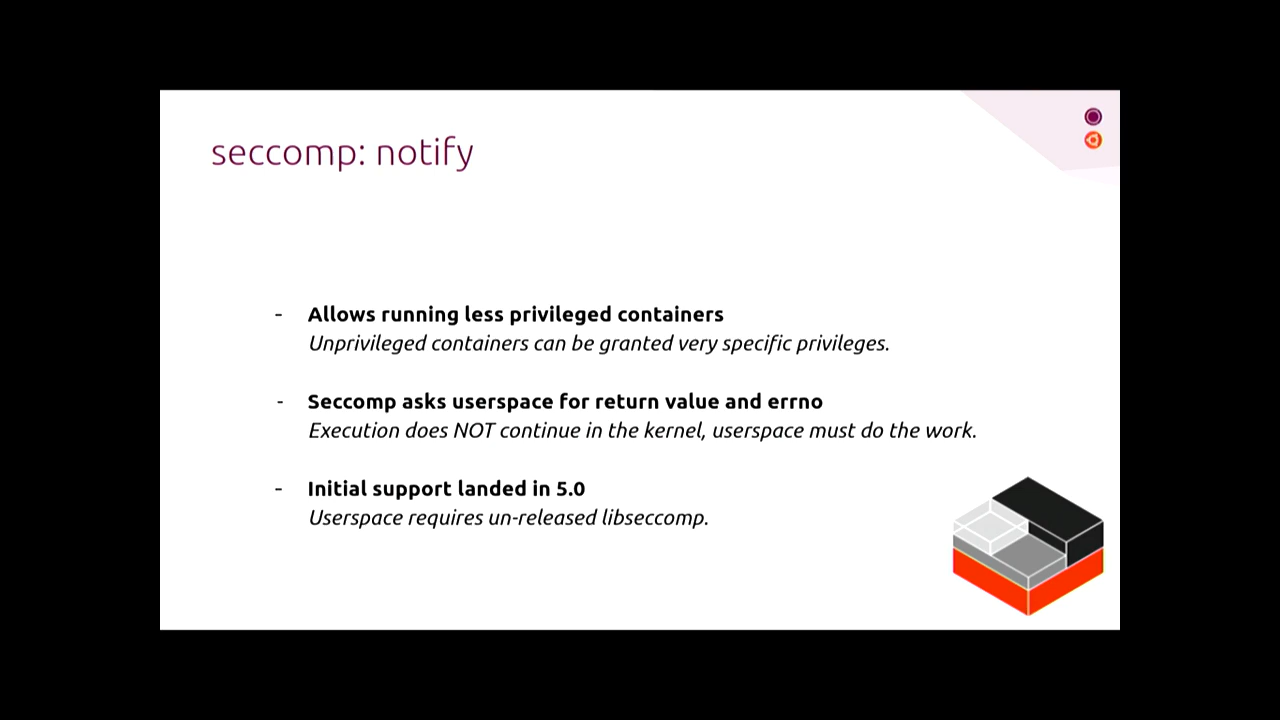 seccomp: notify
- Allows running less privileged containers
Unprivileged containers can be granted very specific privileges.
- Seccomp asks userspace for return value and errno
Execution does NOT continue in the kernel, userspace must do the work.
- Initial support landed in 5.0
Userspace requires un-released libseccomp.